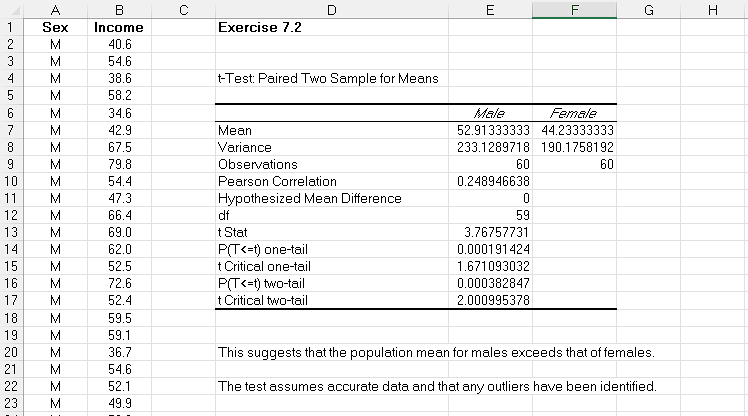 A B C D E F G H
1 Sex Income Exercise 7.2
2 M 40.6
3 M 54.6
4 M 38.6 t-Test: Paired Two Sample for Means
5 M 58.2
6 M 34.6 Male Female
7 M 42.9 Mean 52.91333333 44.23333333
8 M 67.5 Variance 233.1289718 190.1758192
9 M 79.8 Observations 60 60
10 M 54.4 Pearson Correlation 0.248946638
11 M 47.3 Hypothesized Mean Difference 0
12 M 66.4 df 59
13 M 69.0 t Stat 3.76757731
14 M 62.0 P(T<=t) one-tail 0.000191424
15 M 52.5 t Critical one-tail 1.671093032
16 M 72.6 P(T<=t) two-tail 0.000382847
17 M 52.4 t Critical two-tail 2.000995378
18 M 59.5
19 M 59.1
20 M 36.7 This suggests that the population mean for males exceeds that of females.
21 M 54.6
22 M 52.1 The test assumes accurate data and that any outliers have been identified.
23 M 49.9